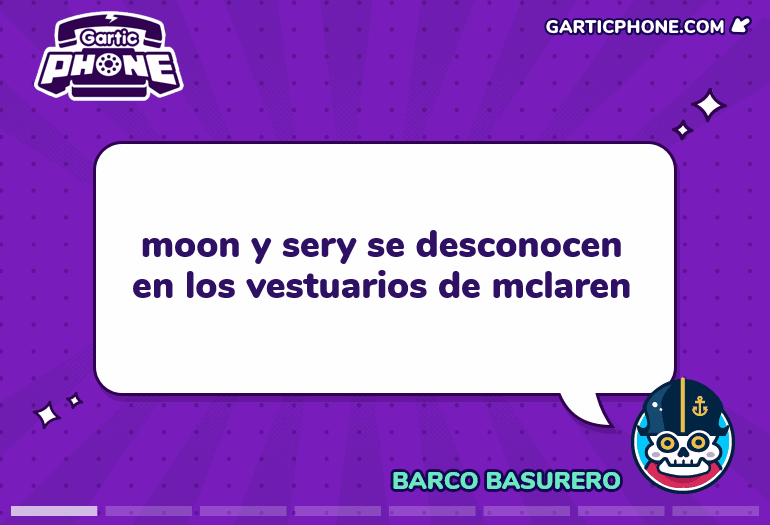 Gartic
PHONE
GARTICPHONE.COM
moon y sery se desconocen
en los vestuarios de mclaren
BARCO BASURERO